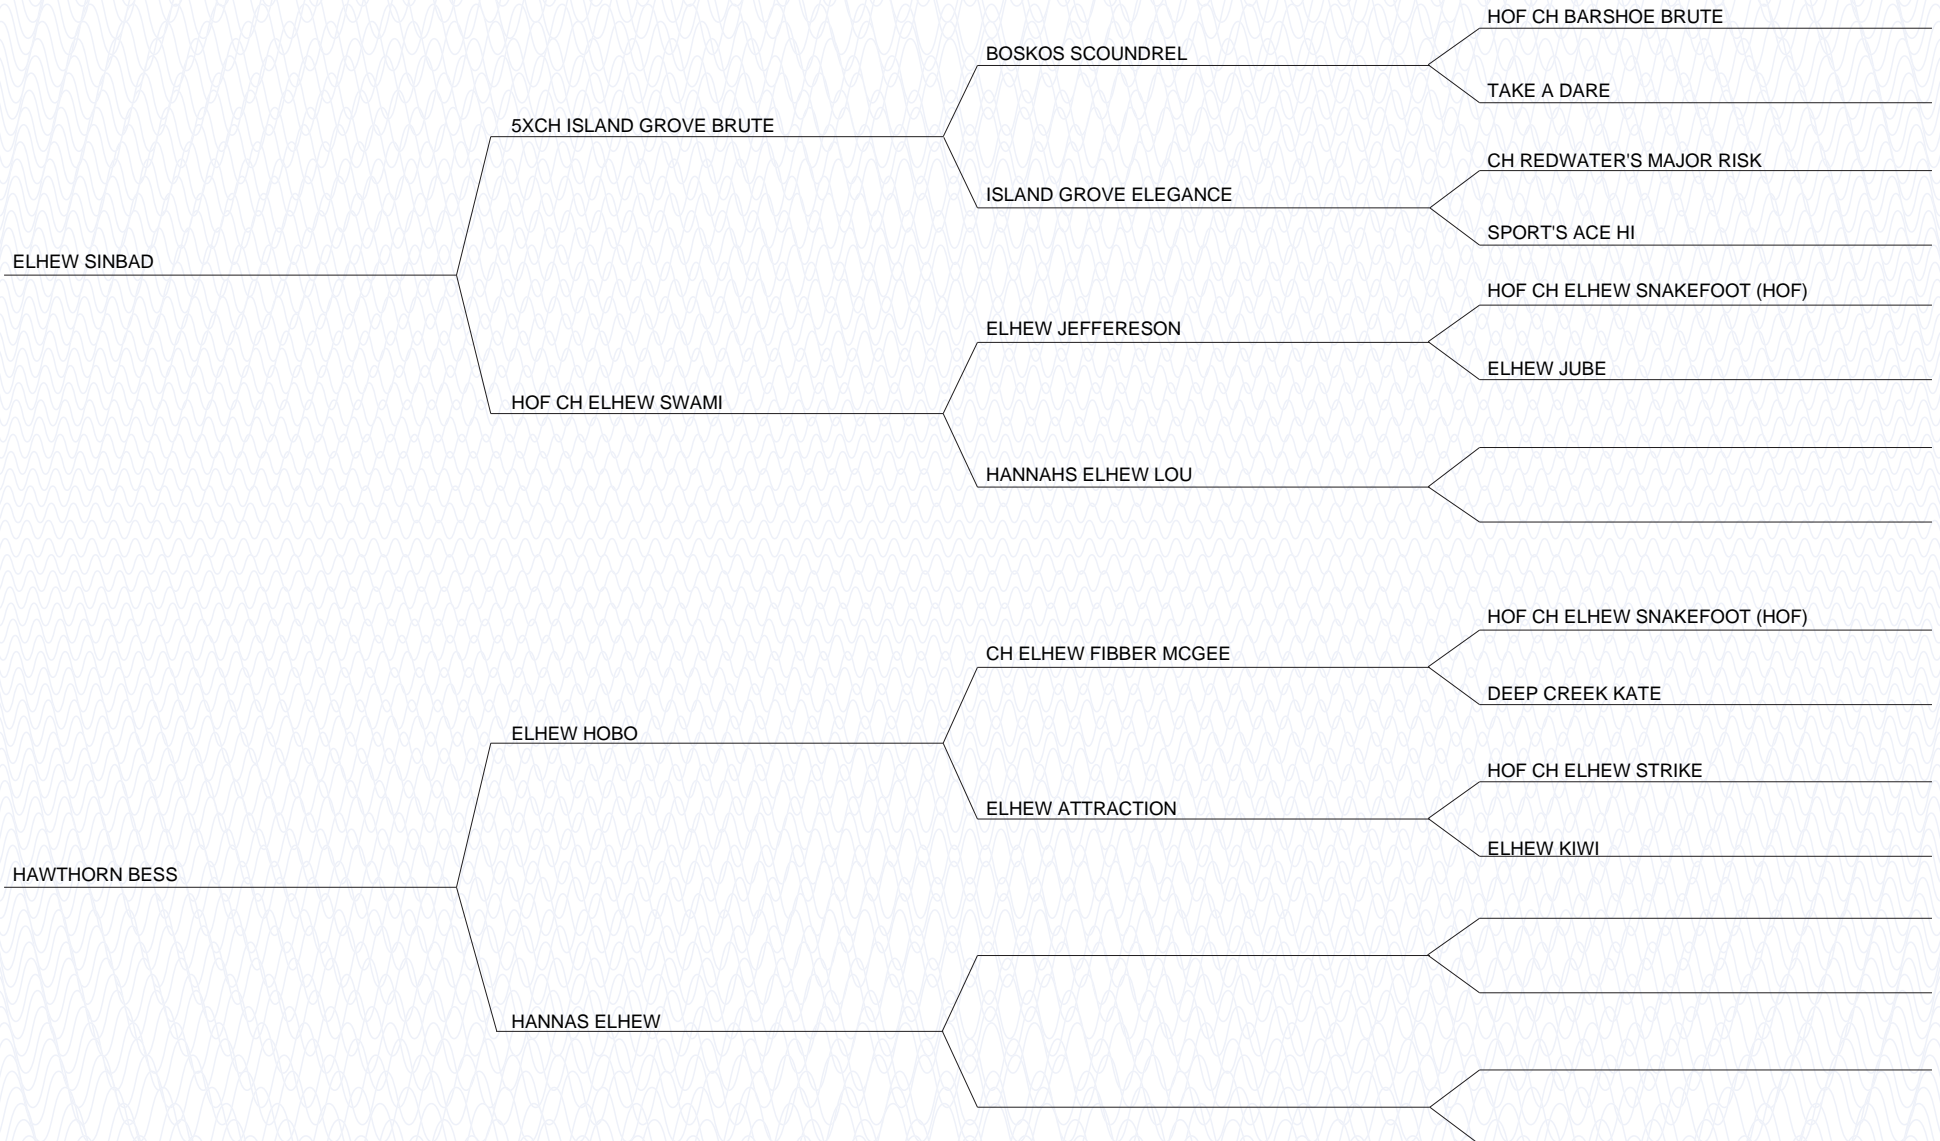 HOF CH BARSHOE BRUTE
BOSKOS SCOUNDREL
TAKE A DARE
5XCH ISLAND GROVE BRUTE
CH REDWATER'S MAJOR RISK
ISLAND GROVE ELEGANCE
SPORT'S ACE HI
ELHEW SINBAD
HOF CH ELHEW SNAKEFOOT (HOF)
ELHEW JEFFERESON
ELHEW JUBE
HOF CH ELHEW SWAMI
HANNAHS ELHEW LOU
HOF CH ELHEW SNAKEFOOT (HOF)
CH ELHEW FIBBER MCGEE
DEEP CREEK KATE
ELHEW HOBO
HOF CH ELHEW STRIKE
ELHEW ATTRACTION
ELHEW KIWI
HAWTHORN BESS
HANNAS ELHEW